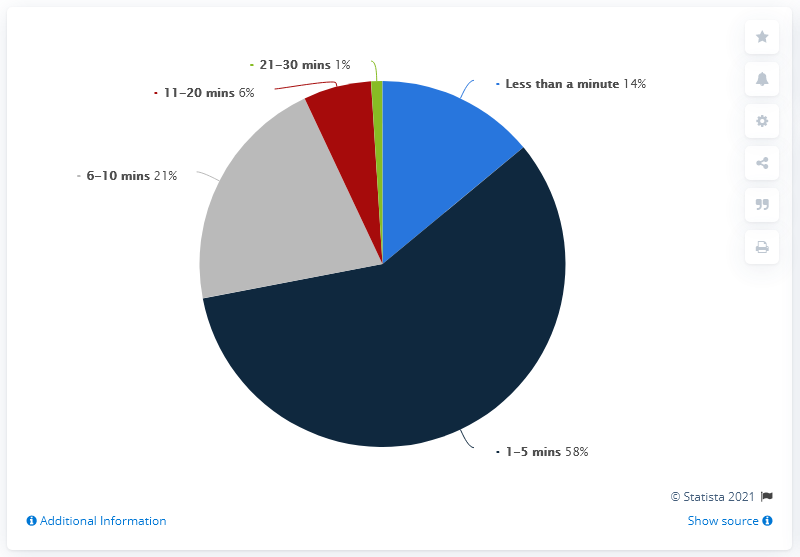 21–30 mins 1%
Less than a minute 14%
11–20 mins 6%
6–10 mins 21%
1–5 mins 58%
© Statista 2021
Additional Information
Show source